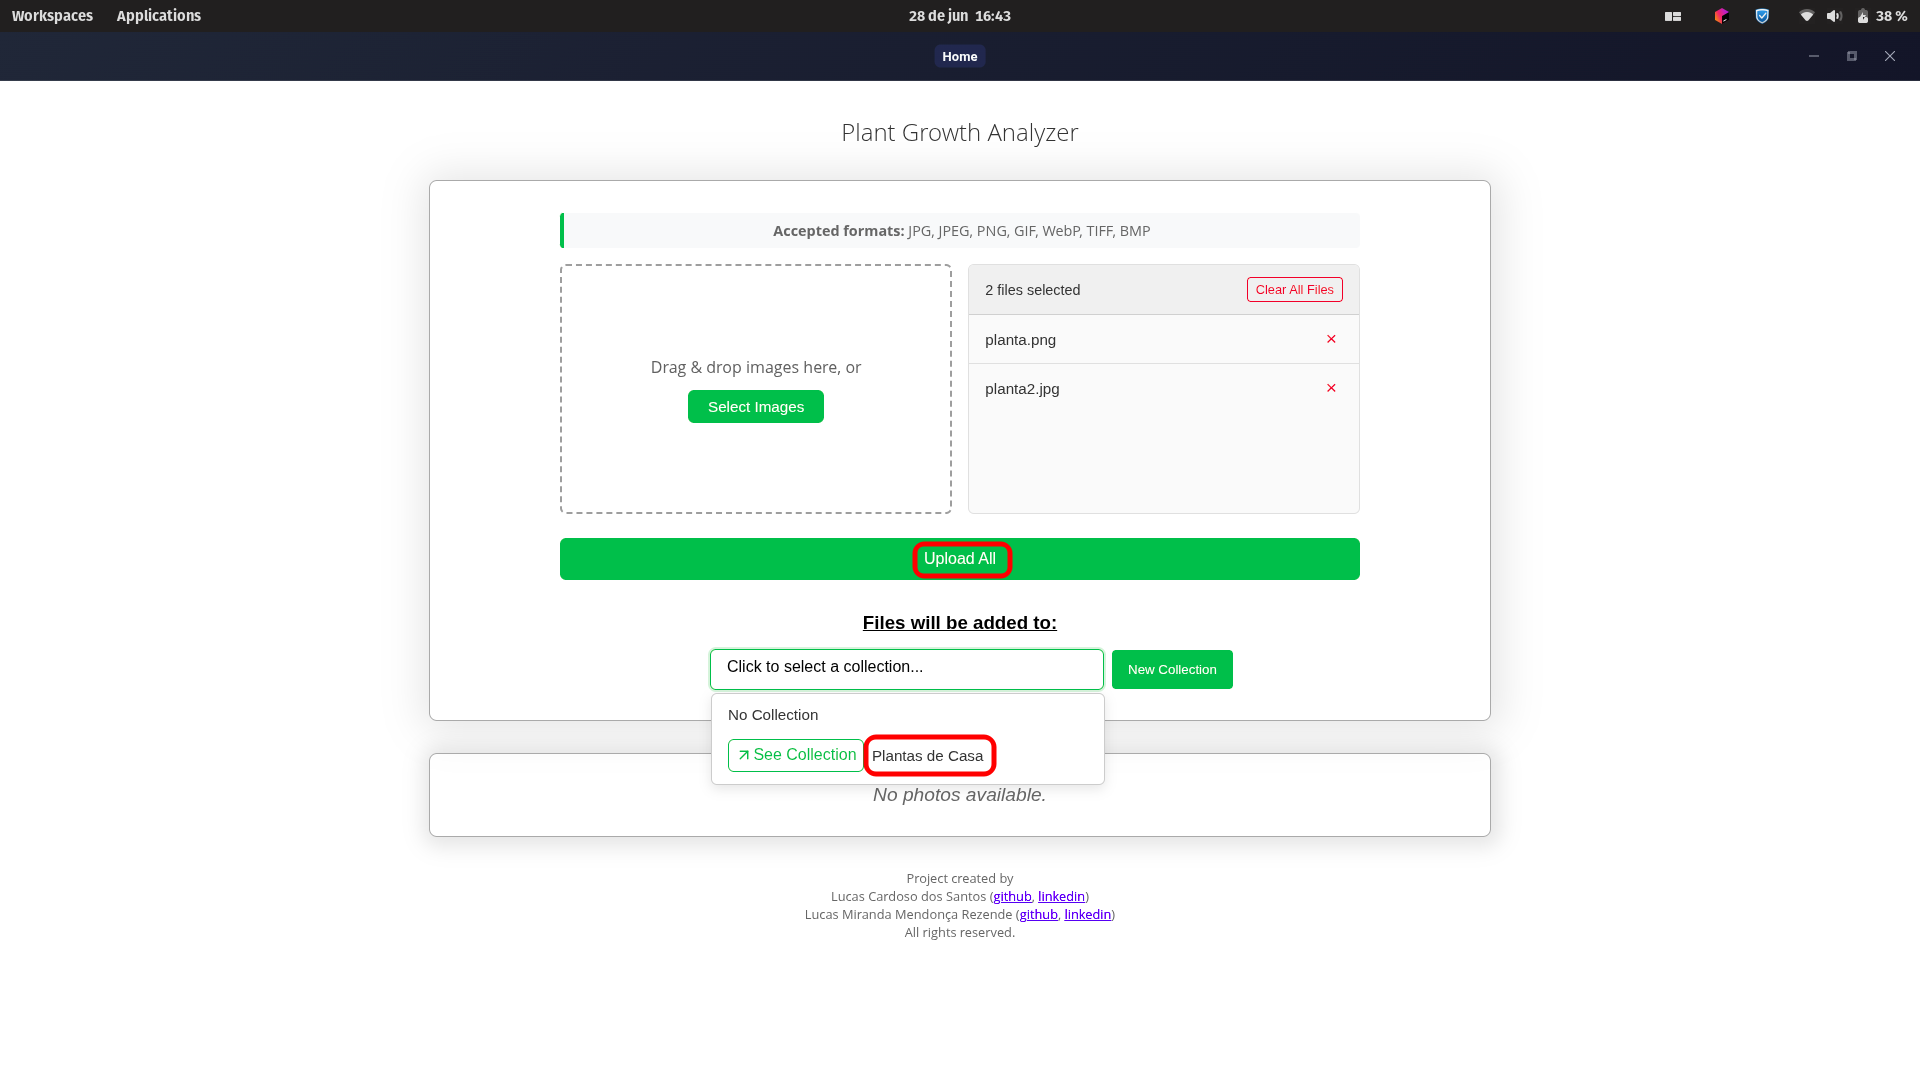 Workspaces Applications 28 de jun 16:43 38 %
Home
Plant Growth Analyzer
Accepted formats: JPG, JPEG, PNG, GIF, WebP, TIFF, BMP
Drag & drop images here, or
Select Images
2 files selected Clear All Files
planta.png ×
planta2.jpg ×
Upload All
Files will be added to:
Click to select a collection... New Collection
No Collection
See Collection Plantas de Casa
No photos available.
Project created by
Lucas Cardoso dos Santos (github, linkedin)
Lucas Miranda Mendonça Rezende (github, linkedin)
All rights reserved.